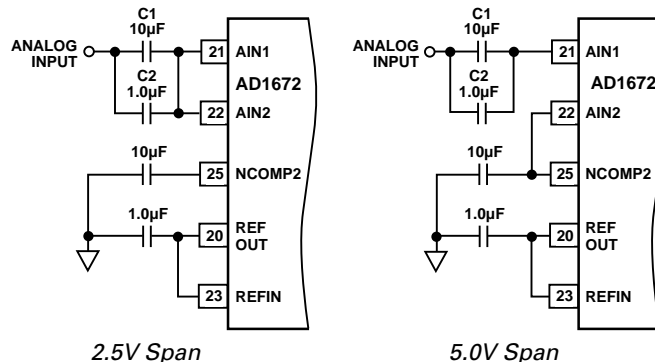 C1
10µF
ANALOG
INPUT
21
AIN1
C2
1.0µF
AD1672
22
AIN2
10µF
25
NCOMP2
1.0µF
20
REF
OUT
23
REFIN
2.5V Span
C1
10µF
ANALOG
INPUT
21
AIN1
C2
1.0µF
AD1672
22
AIN2
10µF
25
NCOMP2
1.0µF
20
REF
OUT
23
REFIN
5.0V Span